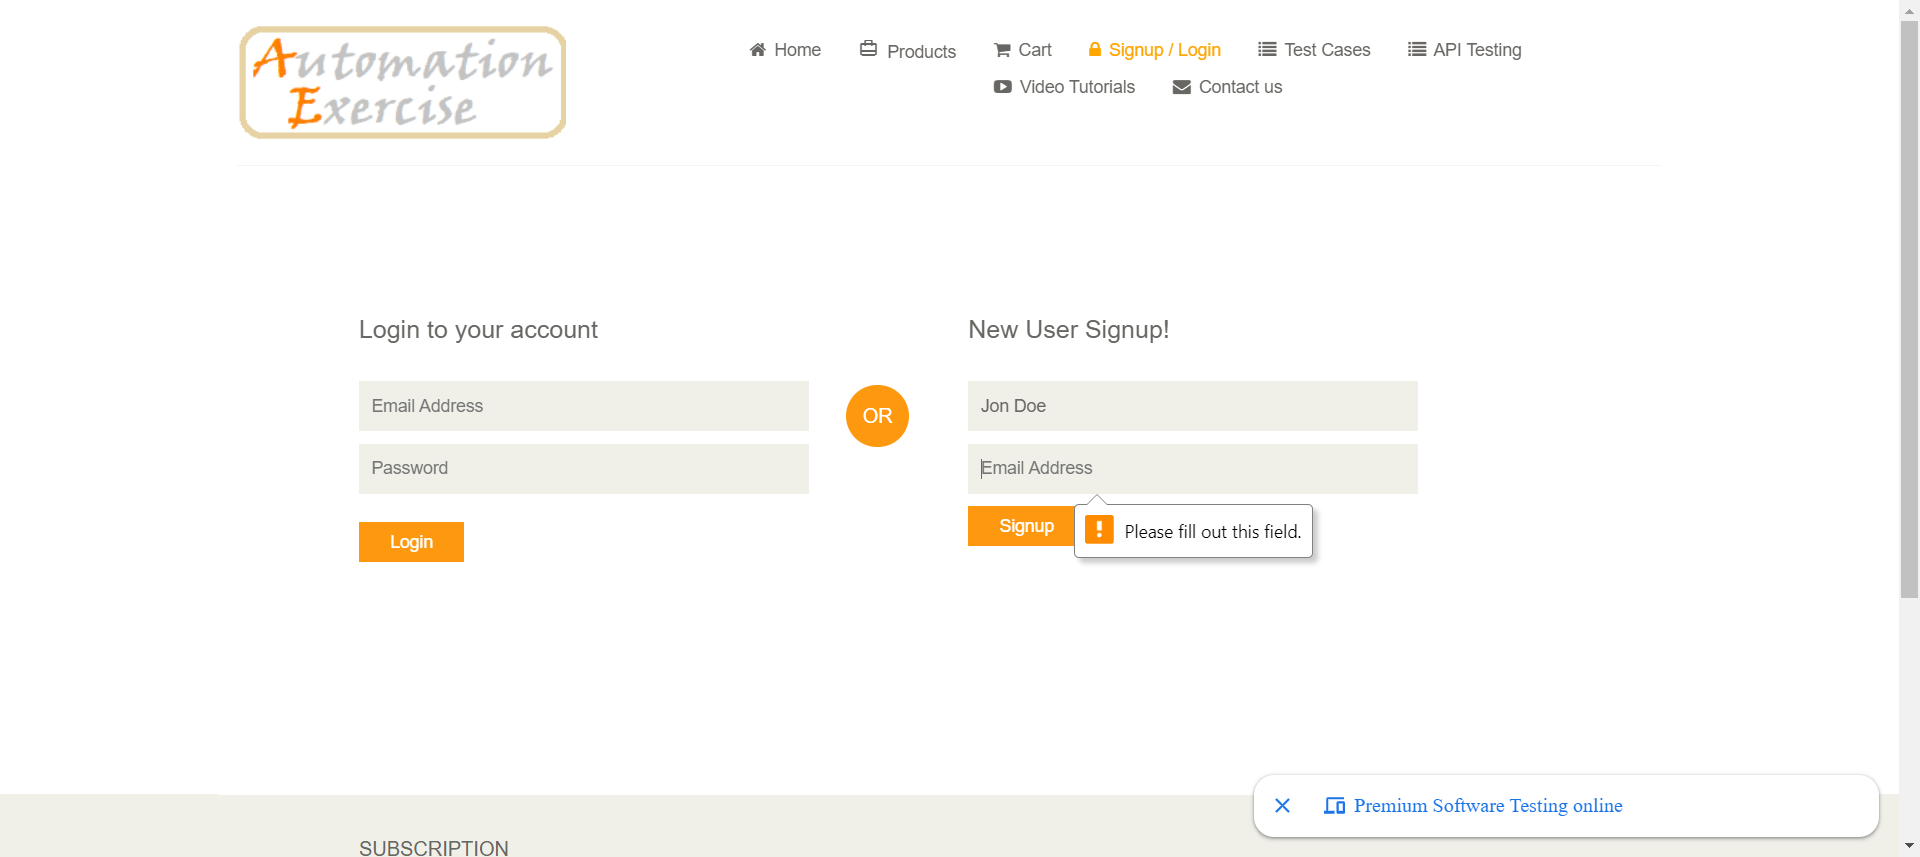 Automation
Exercise
Home
Products
Cart
Signup / Login
Test Cases
API Testing
Video Tutorials
Contact us
Login to your account
Email Address
Password
Login
OR
New User Signup!
Jon Doe
Email Address
Signup
Please fill out this field.
Premium Software Testing online
SUBSCRIPTION